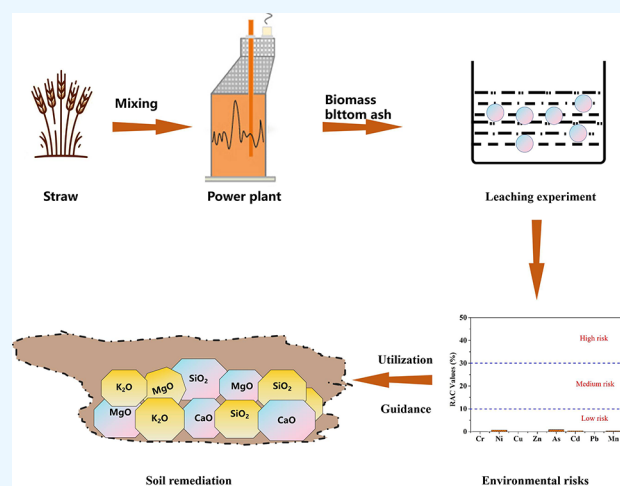 Mixing
Biomass
blttom ash
Straw
Power plant
Leaching experiment
50
40
30
20
10
0
RAC Values (%)
High risk
Medium risk
Low risk
Cr Ni Cu Zn As Cd Pb Mn
Utilization
Guidance
K2O
MgO
SiO2
MgO
SiO2
MgO
K2O
CaO
SiO2
CaO
Soil remediation
Environmental risks